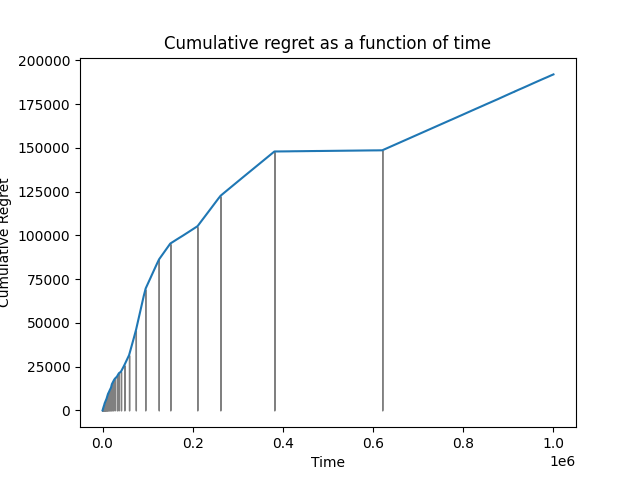 Cumulative regret as a function of time
Cumulative Regret
200000
175000
150000
125000
100000
75000
50000
25000
0
0.0 0.2 0.4 0.6 0.8 1.0
1e6
Time